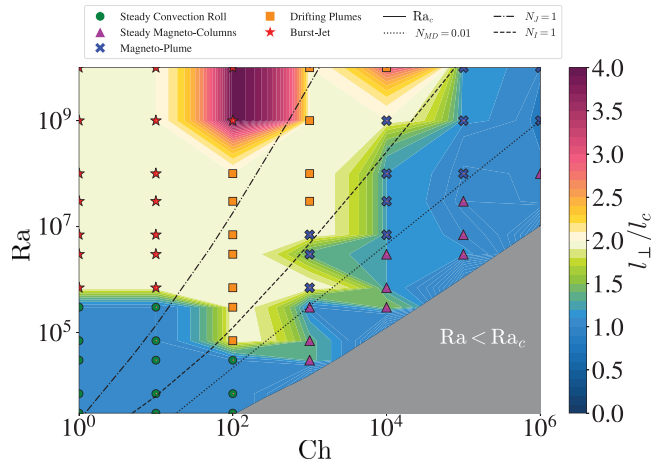 Steady Convection Roll
Steady Magneto-Columns
Magneto-Plume
Drifting Plumes
Burst-Jet
Ra_c
N_{MD} = 0.01
N_J = 1
N_I = 1
Ra
10^9
10^7
10^5
Ra < Ra_c
10^0
10^2
10^4
10^6
Ch
4.0
3.5
3.0
2.5
2.0
1.5
1.0
0.5
0.0
l_⊥/l_c